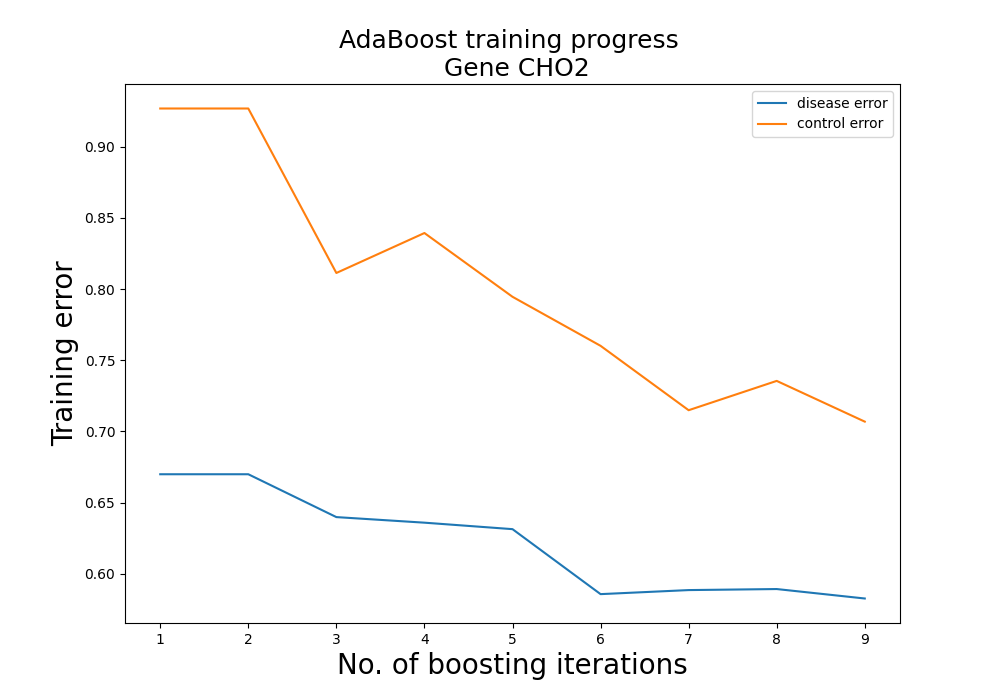 AdaBoost training progress
Gene CHO2
disease error
control error
Training error
0.90
0.85
0.80
0.75
0.70
0.65
0.60
1 2 3 4 5 6 7 8 9
No. of boosting iterations